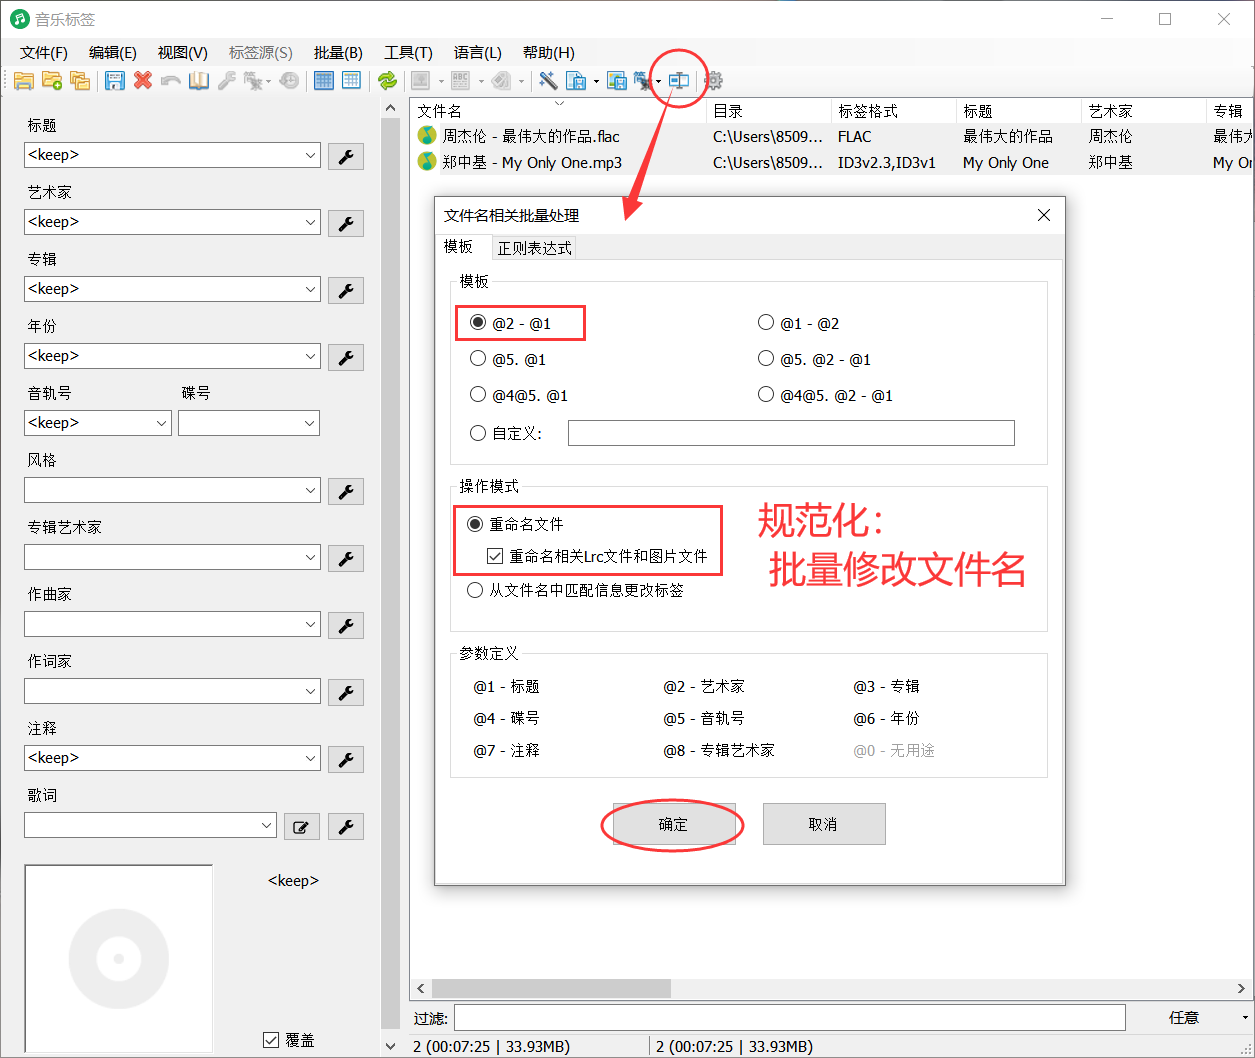 音乐标签
文件(F) 编辑(E) 视图(V) 标签源(S) 批量(B) 工具(T) 语言(L) 帮助(H)
标题
<keep>
艺术家
<keep>
专辑
<keep>
年份
<keep>
音轨号 碟号
<keep>
风格
专辑艺术家
作曲家
作词家
注释
<keep>
歌词
<keep>
覆盖
文件名 目录 标签格式 标题 艺术家 专辑
周杰伦 - 最伟大的作品.flac C:\Users\8509... FLAC 最伟大的作品 周杰伦 最伟大
郑中基 - My Only One.mp3 C:\Users\8509... ID3v2.3,ID3v1 My Only One 郑中基 My Or
文件名相关批量处理
模板 正则表达式
模板
@2 - @1 @1 - @2
@5. @1 @5. @2 - @1
@4@5. @1 @4@5. @2 - @1
自定义:
操作模式
重命名文件
重命名相关Lrc文件和图片文件
从文件名中匹配信息更改标签
规范化：
批量修改文件名
参数定义
@1 - 标题 @2 - 艺术家 @3 - 专辑
@4 - 碟号 @5 - 音轨号 @6 - 年份
@7 - 注释 @8 - 专辑艺术家 @0 - 无用途
确定 取消
过滤: 任意
2 (00:07:25 | 33.93MB) 2 (00:07:25 | 33.93MB)